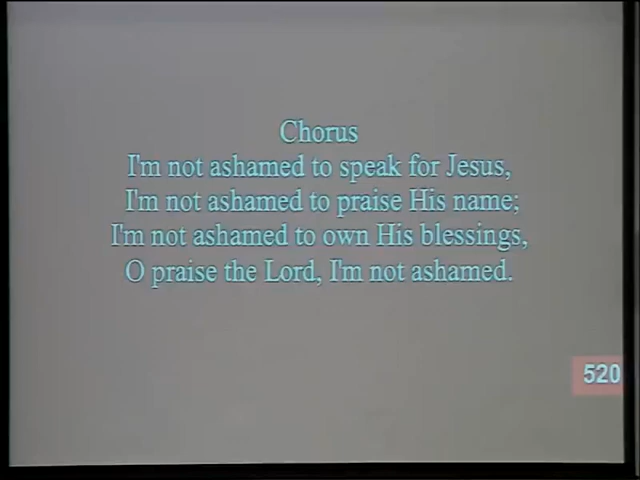 Chorus
I'm not ashamed to speak for Jesus,
I'm not ashamed to praise His name;
I'm not ashamed to own His blessings,
O praise the Lord, I'm not ashamed.
520